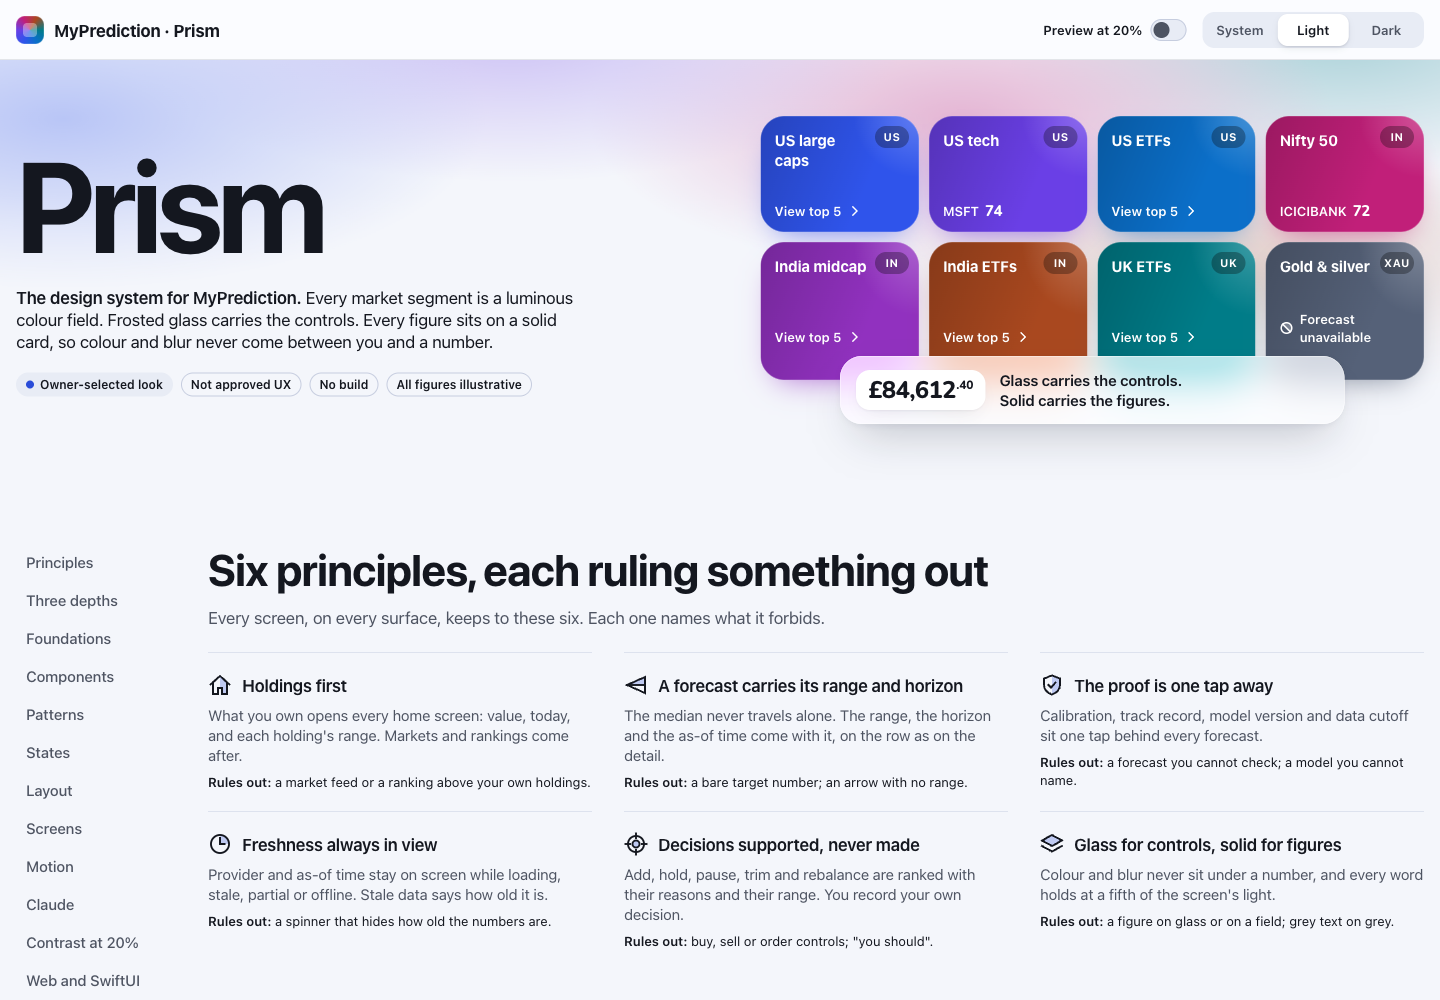 MyPrediction · Prism
Preview at 20%
System
Light
Dark
Prism
The design system for MyPrediction. Every market segment is a luminous
colour field. Frosted glass carries the controls. Every figure sits on a solid
card, so colour and blur never come between you and a number.
Owner-selected look
Not approved UX
No build
All figures illustrative
US large
caps
US
View top 5
US tech
US
MSFT 74
US ETFs
US
View top 5
Nifty 50
IN
ICICIBANK 72
India midcap
IN
View top 5
India ETFs
IN
View top 5
UK ETFs
UK
View top 5
Gold & silver
XAU
Forecast
unavailable
£84,612.40
Glass carries the controls.
Solid carries the figures.
Principles
Three depths
Foundations
Components
Patterns
States
Layout
Screens
Motion
Claude
Contrast at 20%
Web and SwiftUI
Six principles, each ruling something out
Every screen, on every surface, keeps to these six. Each one names what it forbids.
Holdings first
What you own opens every home screen: value, today,
and each holding's range. Markets and rankings come
after.
Rules out: a market feed or a ranking above your own holdings.
A forecast carries its range and horizon
The median never travels alone. The range, the horizon
and the as-of time come with it, on the row as on the
detail.
Rules out: a bare target number; an arrow with no range.
The proof is one tap away
Calibration, track record, model version and data cutoff
sit one tap behind every forecast.
Rules out: a forecast you cannot check; a model you cannot
name.
Freshness always in view
Provider and as-of time stay on screen while loading,
stale, partial or offline. Stale data says how old it is.
Rules out: a spinner that hides how old the numbers are.
Decisions supported, never made
Add, hold, pause, trim and rebalance are ranked with
their reasons and their range. You record your own
decision.
Rules out: buy, sell or order controls; "you should".
Glass for controls, solid for figures
Colour and blur never sit under a number, and every word
holds at a fifth of the screen's light.
Rules out: a figure on glass or on a field; grey text on grey.